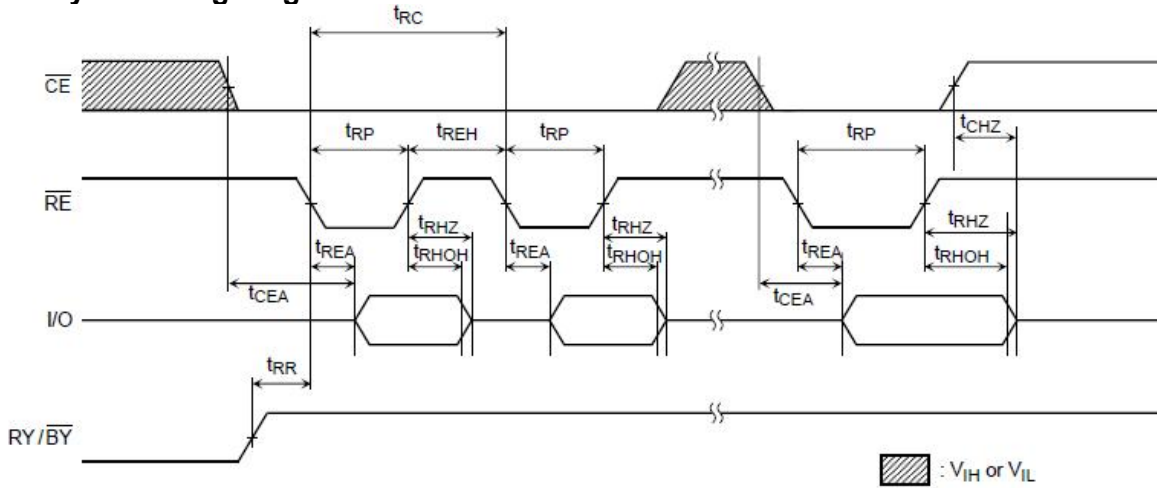 tRC
CE
tRP tREH tRP tRP tCHZ
RE
tRHZ tRHZ tRHZ
tREA tRHOH tREA tRHOH tREA tRHOH
tCEA tCEA
I/O
tRR
RY/BY
: VIH or VIL